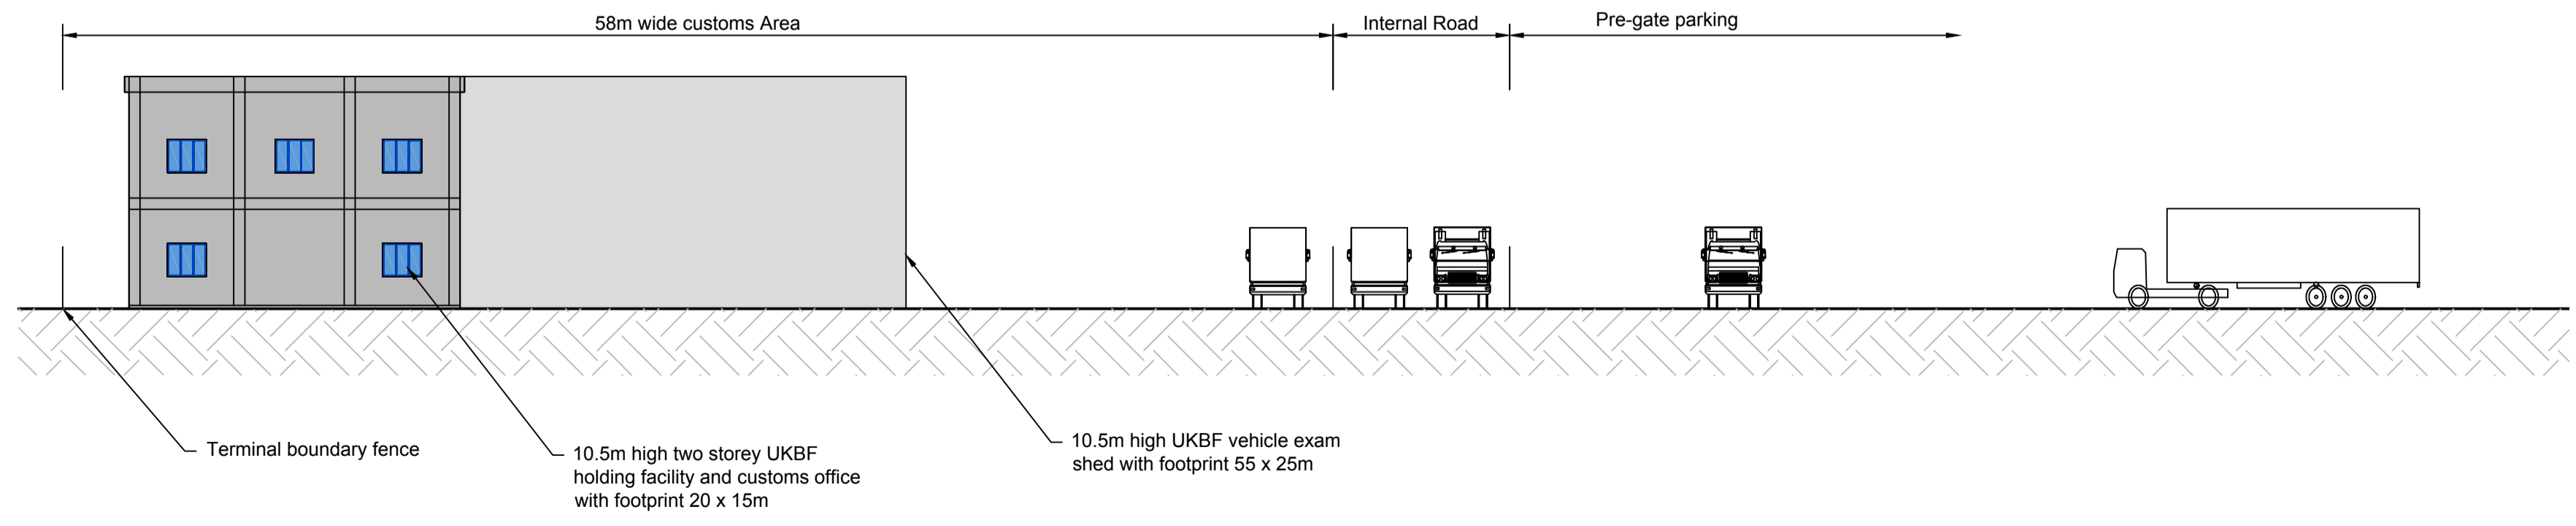 58m wide customs Area
Internal Road
Pre-gate parking
Terminal boundary fence
10.5m high two storey UKBF
holding facility and customs office
with footprint 20 x 15m
10.5m high UKBF vehicle exam
shed with footprint 55 x 25m